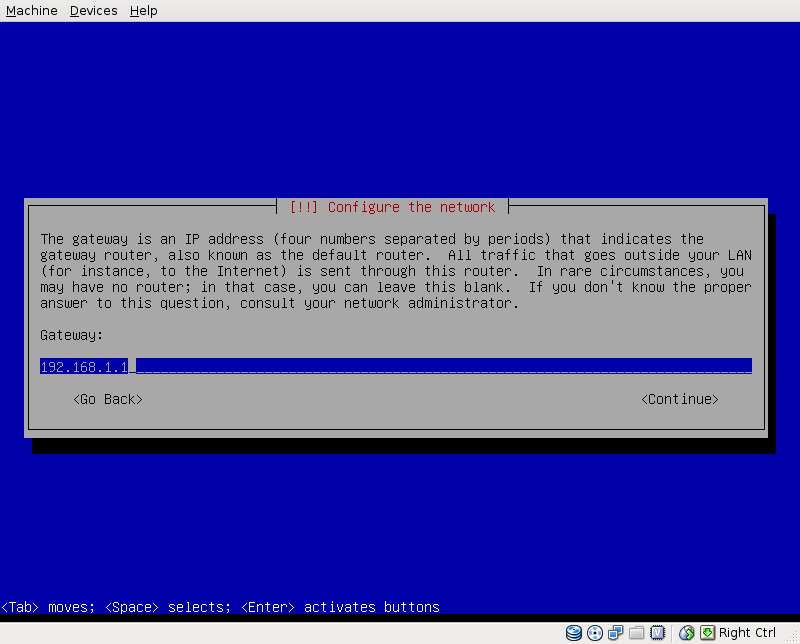 Machine Devices Help
[!!] Configure the network
The gateway is an IP address (four numbers separated by periods) that indicates the
gateway router, also known as the default router.  All traffic that goes outside your LAN
(for instance, to the Internet) is sent through this router.  In rare circumstances, you
may have no router; in that case, you can leave this blank.  If you don't know the proper
answer to this question, consult your network administrator.
Gateway:
192.168.1.1
<Go Back> <Continue>
<Tab> moves; <Space> selects; <Enter> activates buttons
Right Ctrl